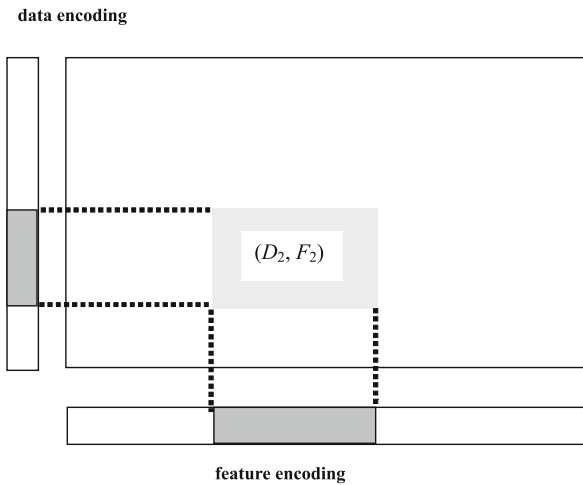 data encoding
(D₂, F₂)
feature encoding